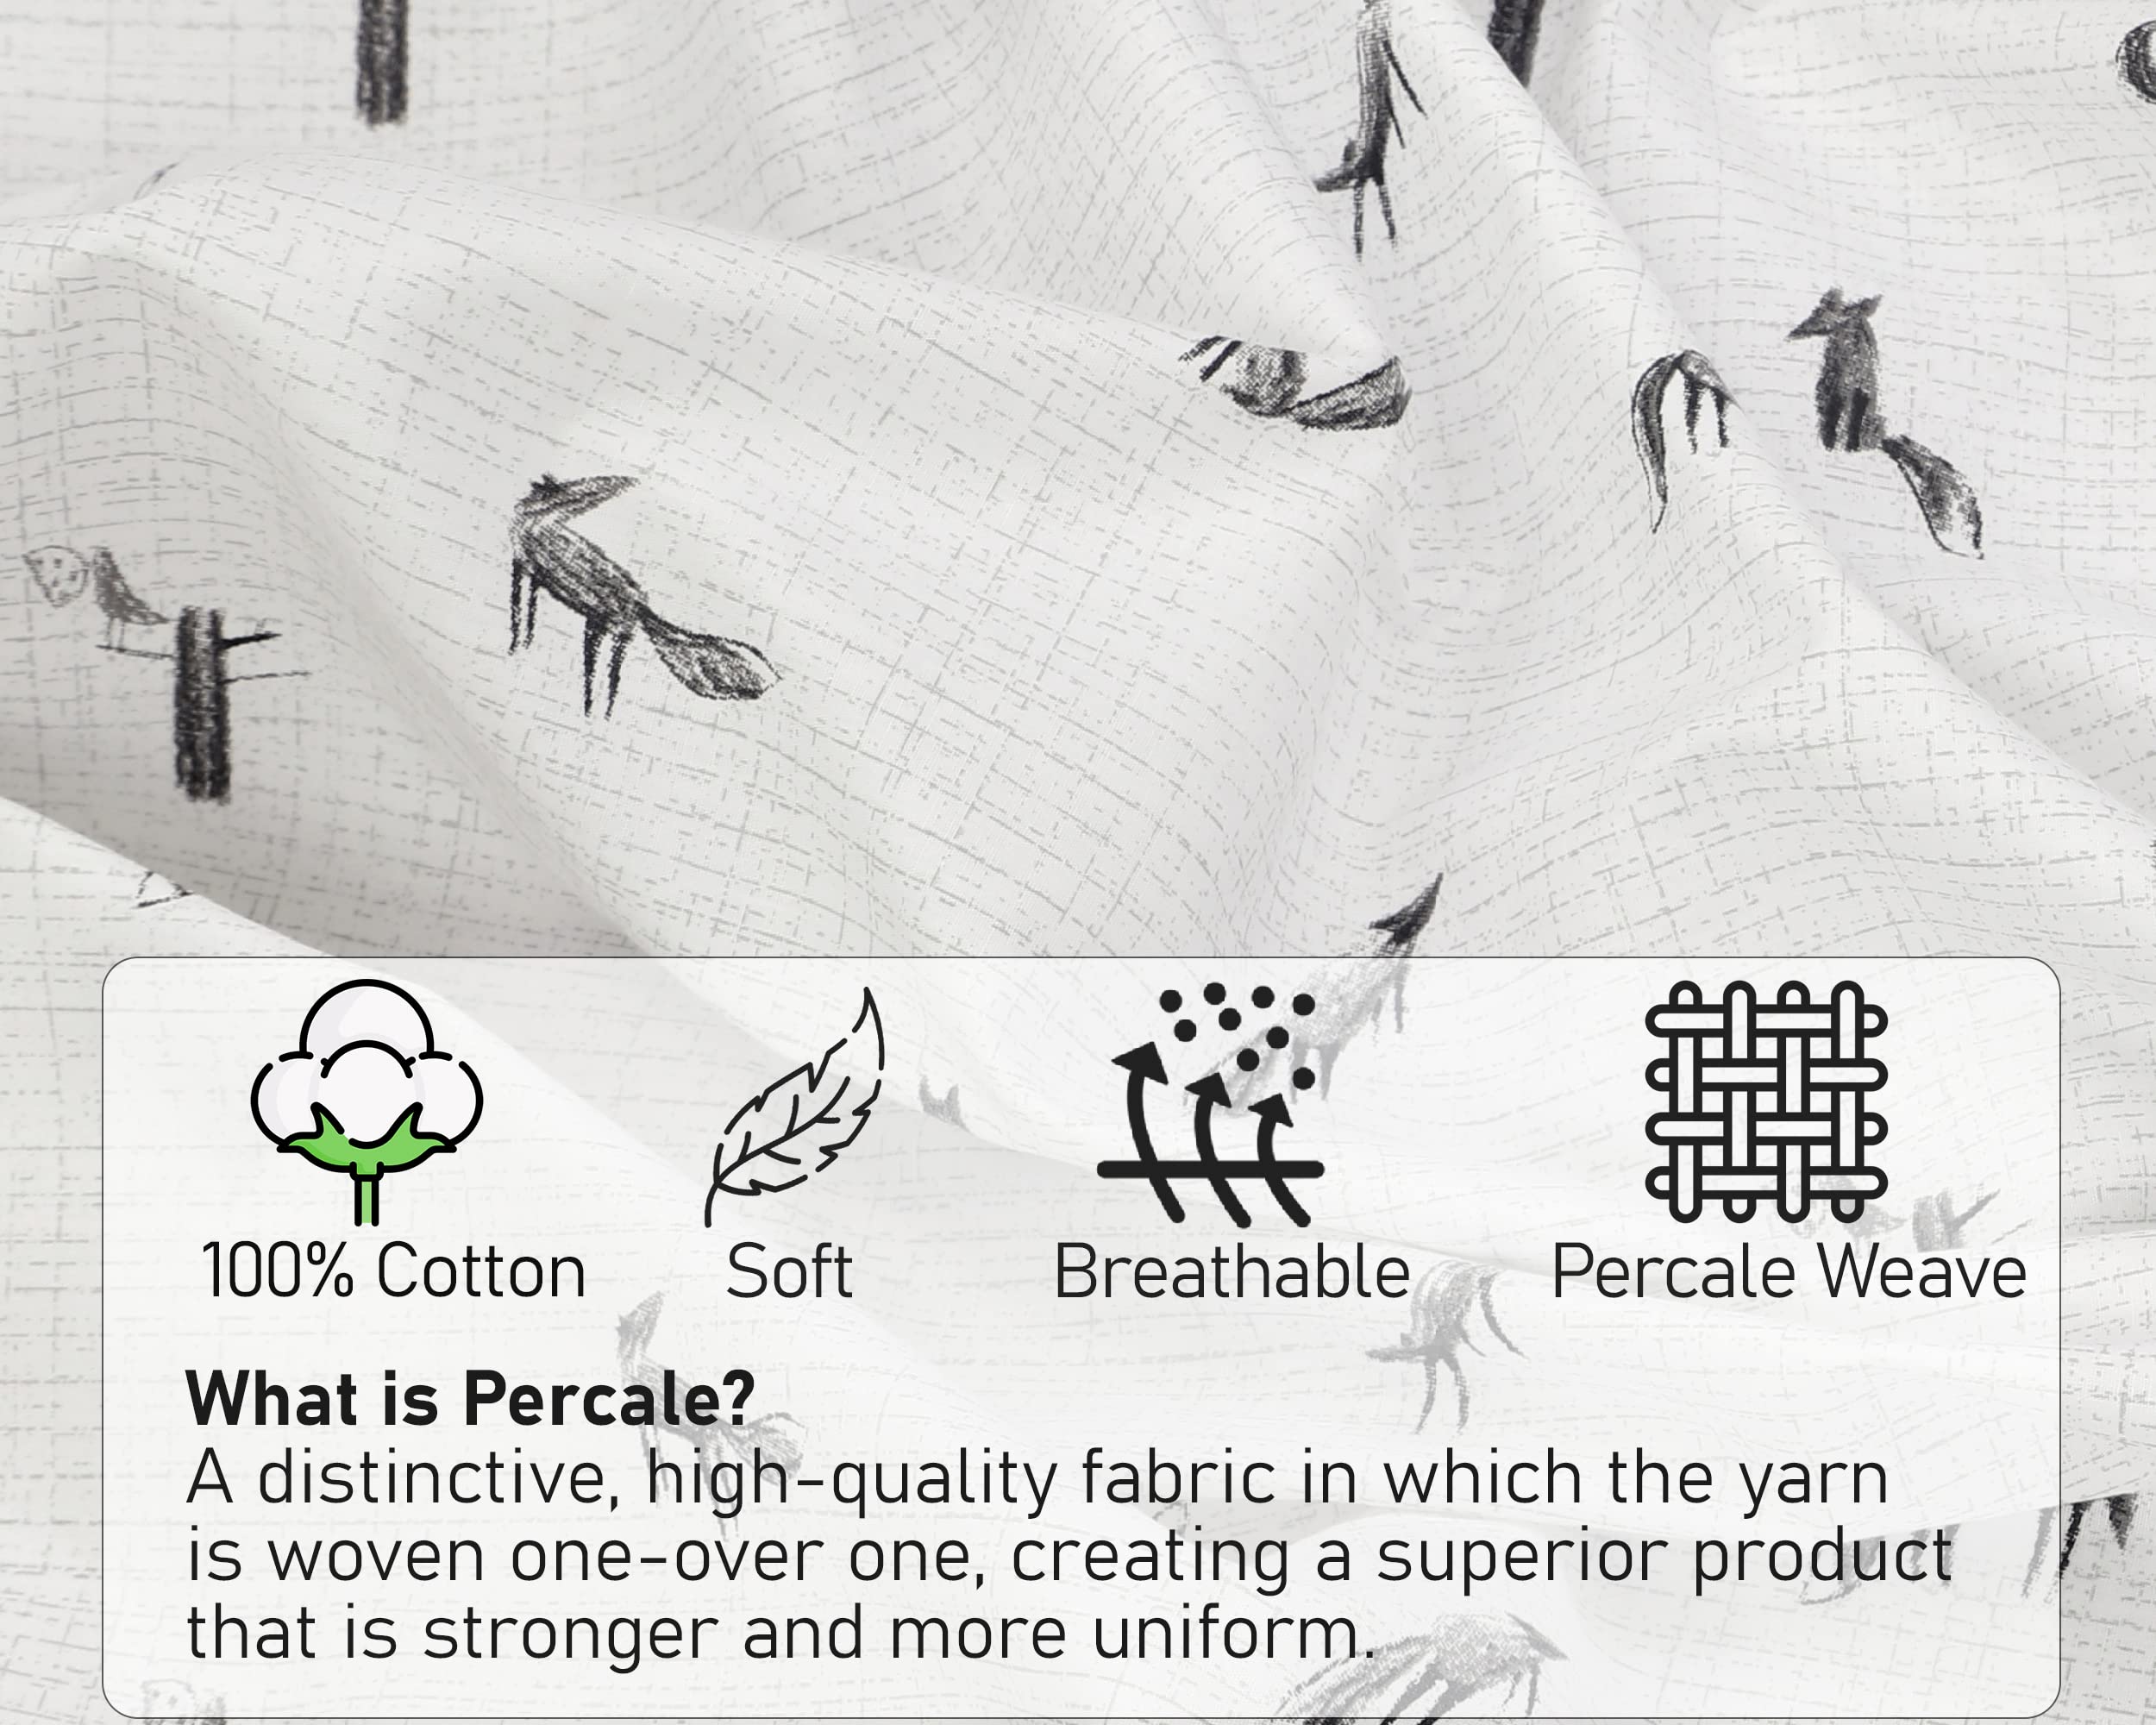 100% Cotton
Soft
Breathable
Percale Weave
What is Percale?
A distinctive, high-quality fabric in which the yarn
is woven one-over one, creating a superior product
that is stronger and more uniform.